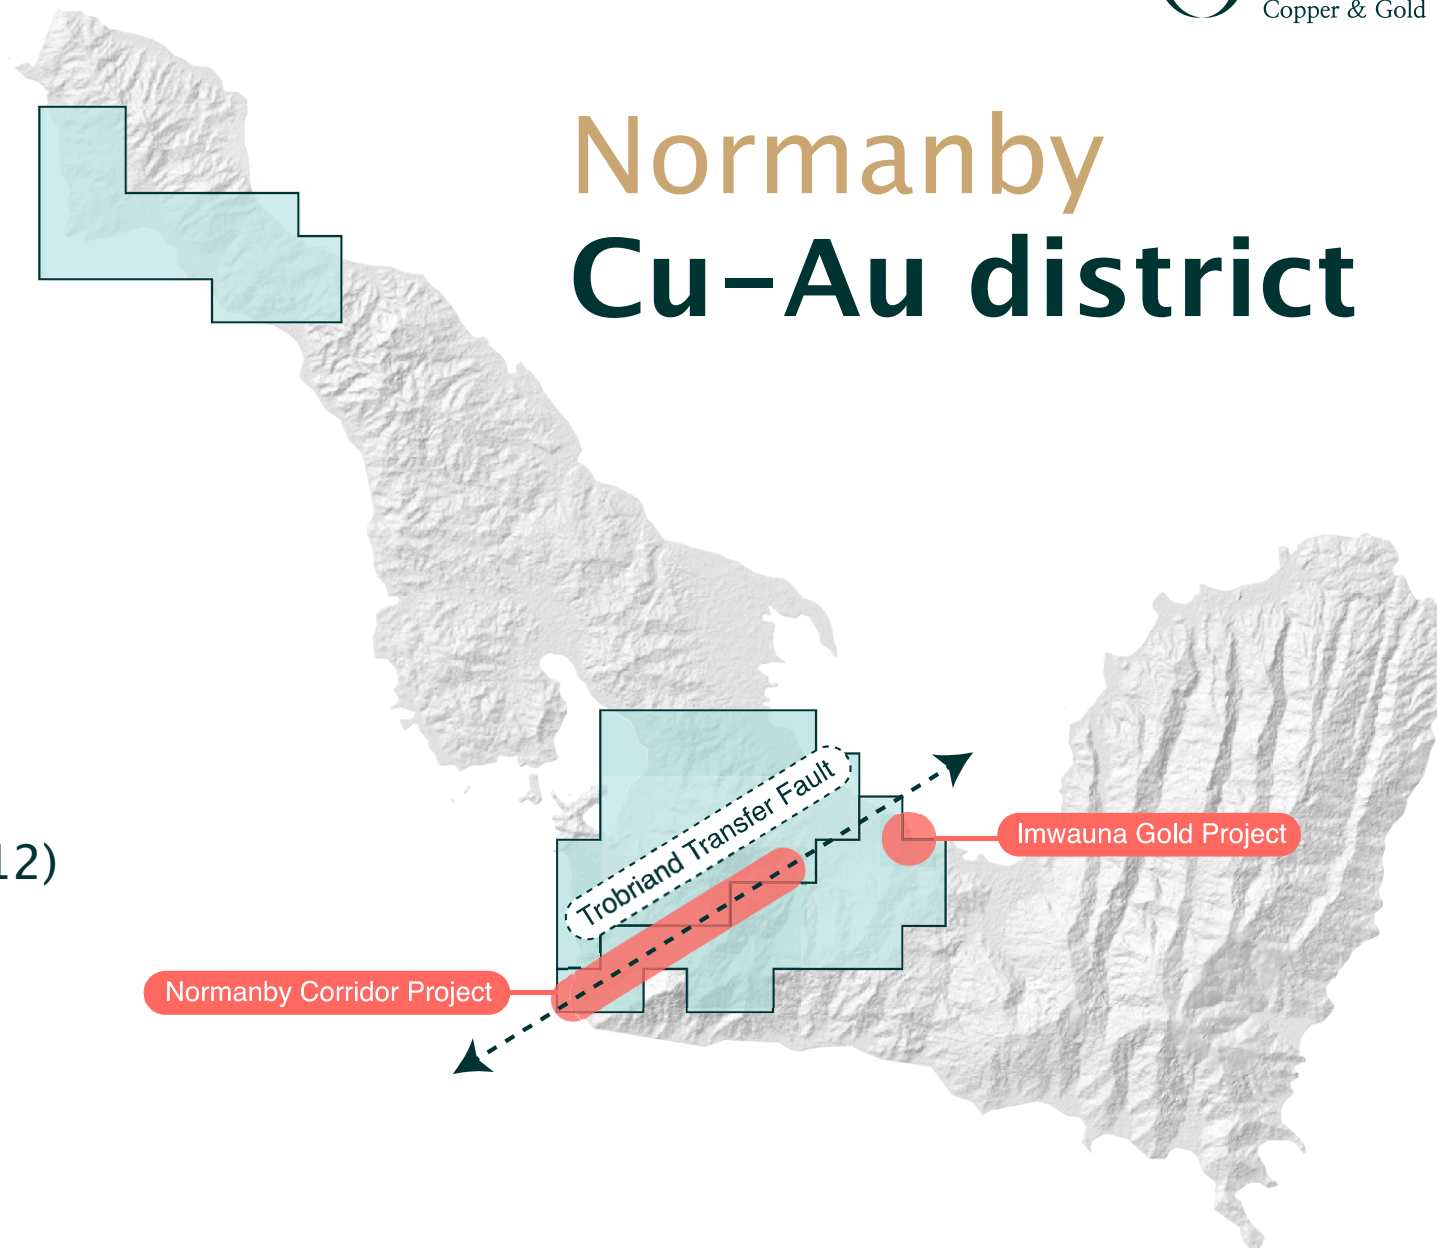 Copper & Gold
Normanby
Cu–Au district
Trobriand Transfer Fault
Imwauna Gold Project
12)
Normanby Corridor Project